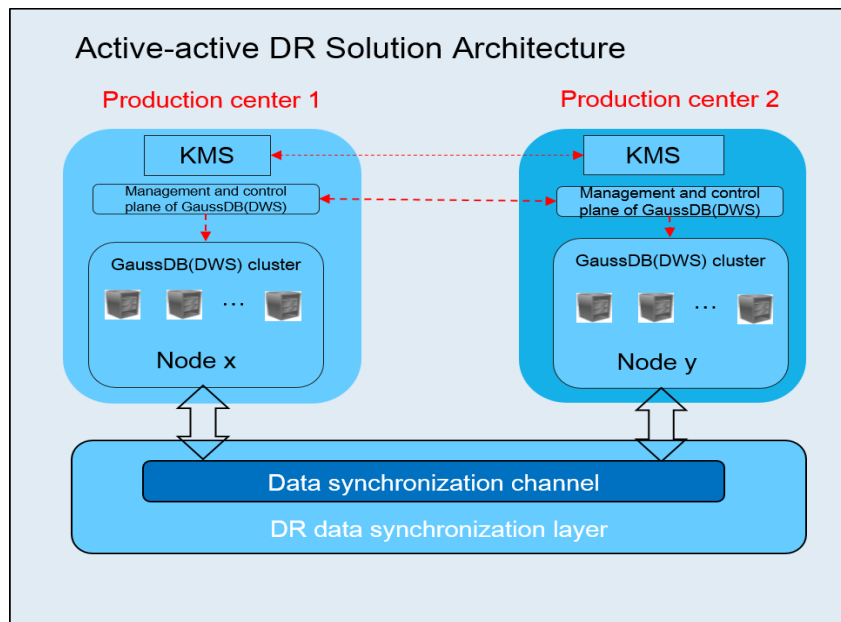 Active-active DR Solution Architecture
Production center 1
Production center 2
KMS
KMS
Management and control
plane of GaussDB(DWS)
Management and control
plane of GaussDB(DWS)
GaussDB(DWS) cluster
GaussDB(DWS) cluster
...
...
Node x
Node y
Data synchronization channel
DR data synchronization layer